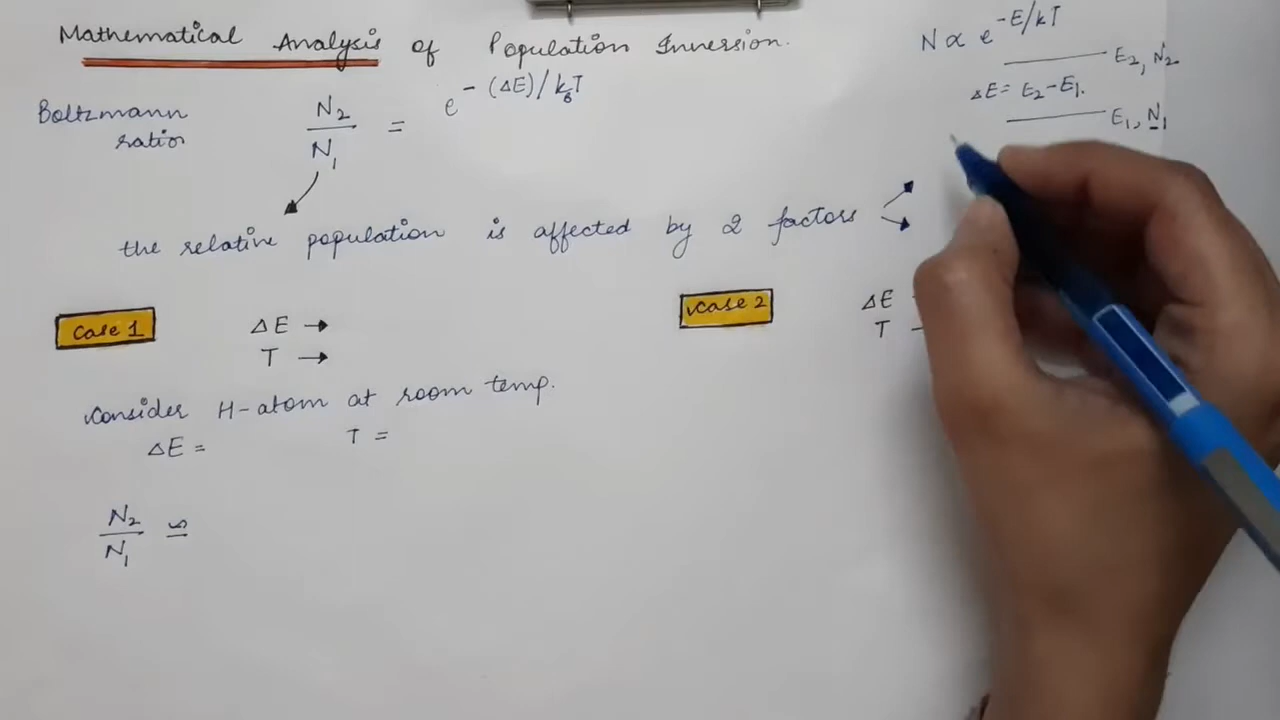 Mathematical Analysis of Population Inversion.
N ∝ e^-E/kT
E₂, N₂
ΔE = E₂-E₁.
E₁, N₁
Boltzmann ratio
N₂/N₁ = e^-(ΔE)/k_BT
the relative population is affected by 2 factors
Case 1
ΔE →
T →
Case 2
ΔE
T
Consider H-atom at room temp.
ΔE =
T =
N₂/N₁ ≃